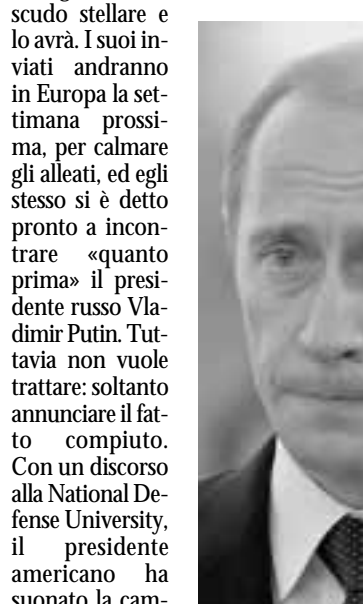 scudo stellare e
lo avrà. I suoi in-
viati andranno
in Europa la set-
timana prossi-
ma, per calmare
gli alleati, ed egli
stesso si è detto
pronto a incon-
trare «quanto
prima» il presi-
dente russo Vla-
dimir Putin. Tut-
tavia non vuole
trattare: soltanto
annunciare il fat-
to compiuto.
Con un discorso
alla National De-
fense University,
il presidente
americano ha
suonato la cam-